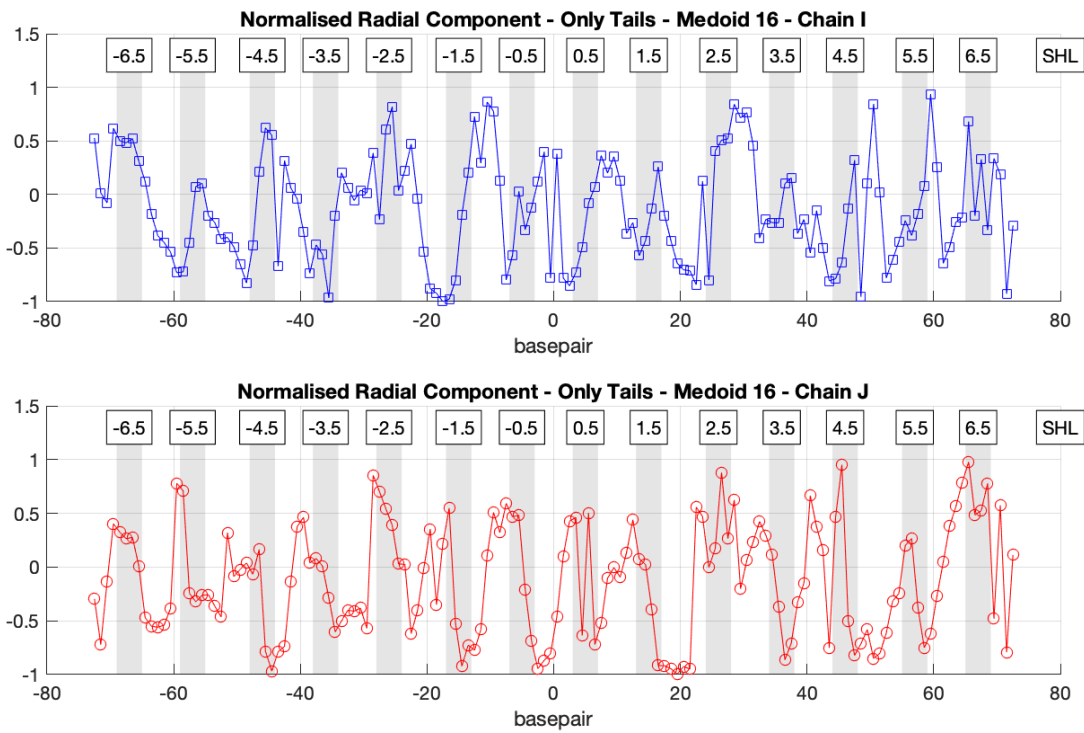 Normalised Radial Component - Only Tails - Medoid 16 - Chain I
1.5
-6.5 -5.5 -4.5 -3.5 -2.5 -1.5 -0.5 0.5 1.5 2.5 3.5 4.5 5.5 6.5 SHL
1
0.5
0
-0.5
-1
-80 -60 -40 -20 0 20 40 60 80
basepair
Normalised Radial Component - Only Tails - Medoid 16 - Chain J
1.5
-6.5 -5.5 -4.5 -3.5 -2.5 -1.5 -0.5 0.5 1.5 2.5 3.5 4.5 5.5 6.5 SHL
1
0.5
0
-0.5
-1
-80 -60 -40 -20 0 20 40 60 80
basepair